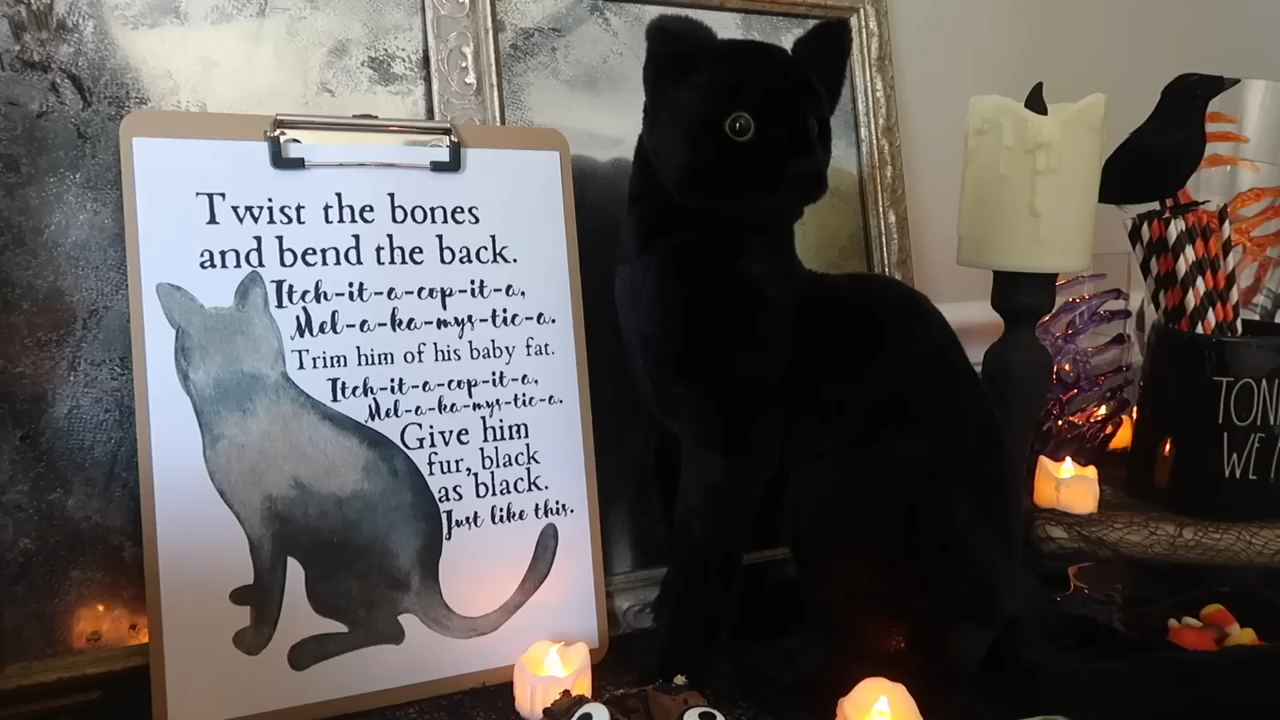 Twist the bones
and bend the back.
Itch-it-a-cop-it-a,
Mel-a-ka-mys-tic-a.
Trim him of his baby fat.
Itch-it-a-cop-it-a,
Mel-a-ka-mys-tic-a.
Give him
fur, black
as black.
Just like this.
WE